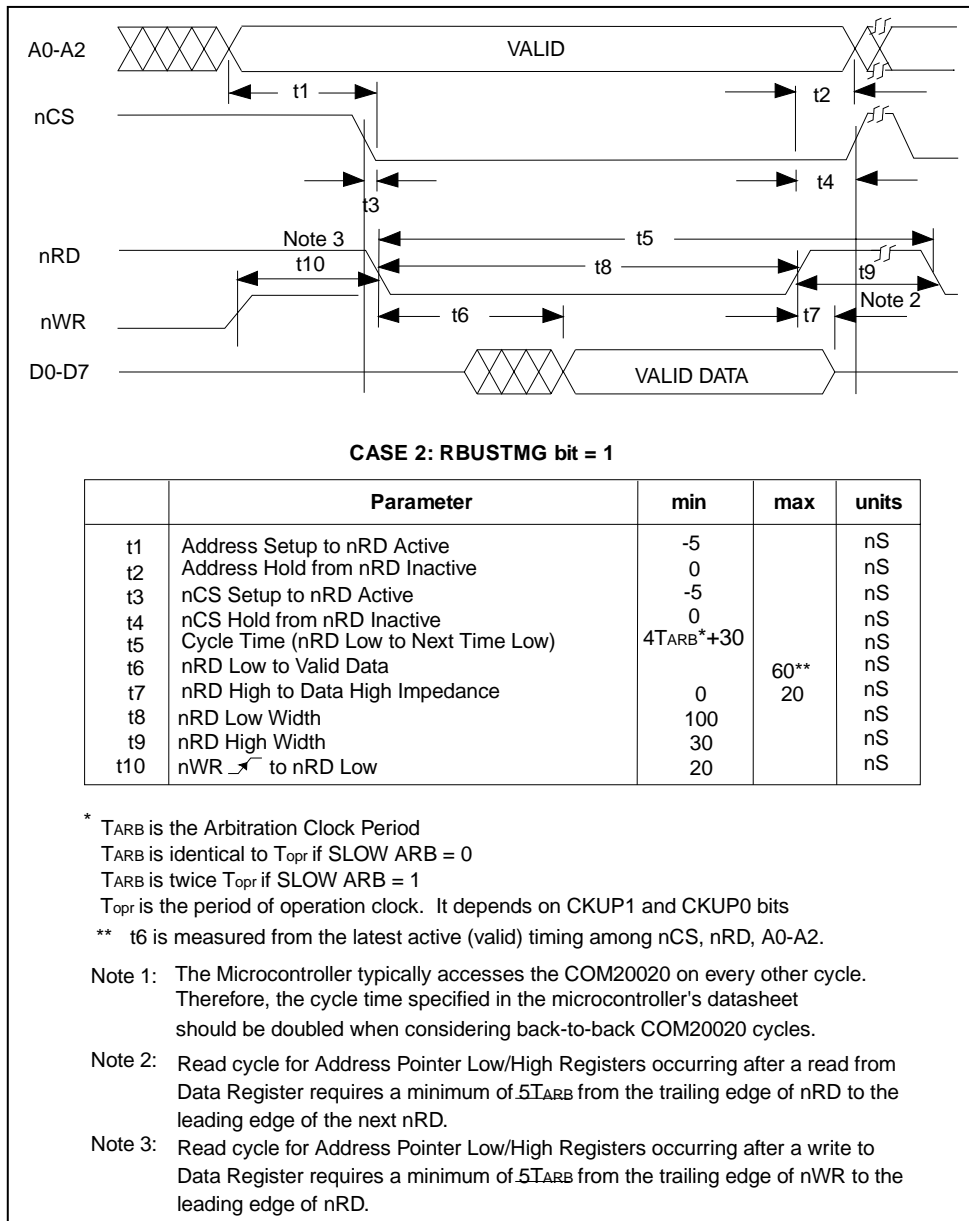 A0-A2
VALID
t1
t2
nCS
t3
t4
nRD
Note 3
t5
t10
t8
t9
Note 2
nWR
t6
t7
D0-D7
VALID DATA
CASE 2: RBUSTMG bit = 1
Parameter min max units
t1 Address Setup to nRD Active -5 nS
t2 Address Hold from nRD Inactive 0 nS
t3 nCS Setup to nRD Active -5 nS
t4 nCS Hold from nRD Inactive 0 nS
t5 Cycle Time (nRD Low to Next Time Low) 4TARB*+30 nS
t6 nRD Low to Valid Data 60** nS
t7 nRD High to Data High Impedance 0 20 nS
t8 nRD Low Width 100 nS
t9 nRD High Width 30 nS
t10 nWR to nRD Low 20 nS
* TARB is the Arbitration Clock Period
TARB is identical to Topr if SLOW ARB = 0
TARB is twice Topr if SLOW ARB = 1
Topr is the period of operation clock. It depends on CKUP1 and CKUP0 bits
** t6 is measured from the latest active (valid) timing among nCS, nRD, A0-A2.
Note 1: The Microcontroller typically accesses the COM20020 on every other cycle.
Therefore, the cycle time specified in the microcontroller's datasheet
should be doubled when considering back-to-back COM20020 cycles.
Note 2: Read cycle for Address Pointer Low/High Registers occurring after a read from
Data Register requires a minimum of 5TARB from the trailing edge of nRD to the
leading edge of the next nRD.
Note 3: Read cycle for Address Pointer Low/High Registers occurring after a write to
Data Register requires a minimum of 5TARB from the trailing edge of nWR to the
leading edge of nRD.